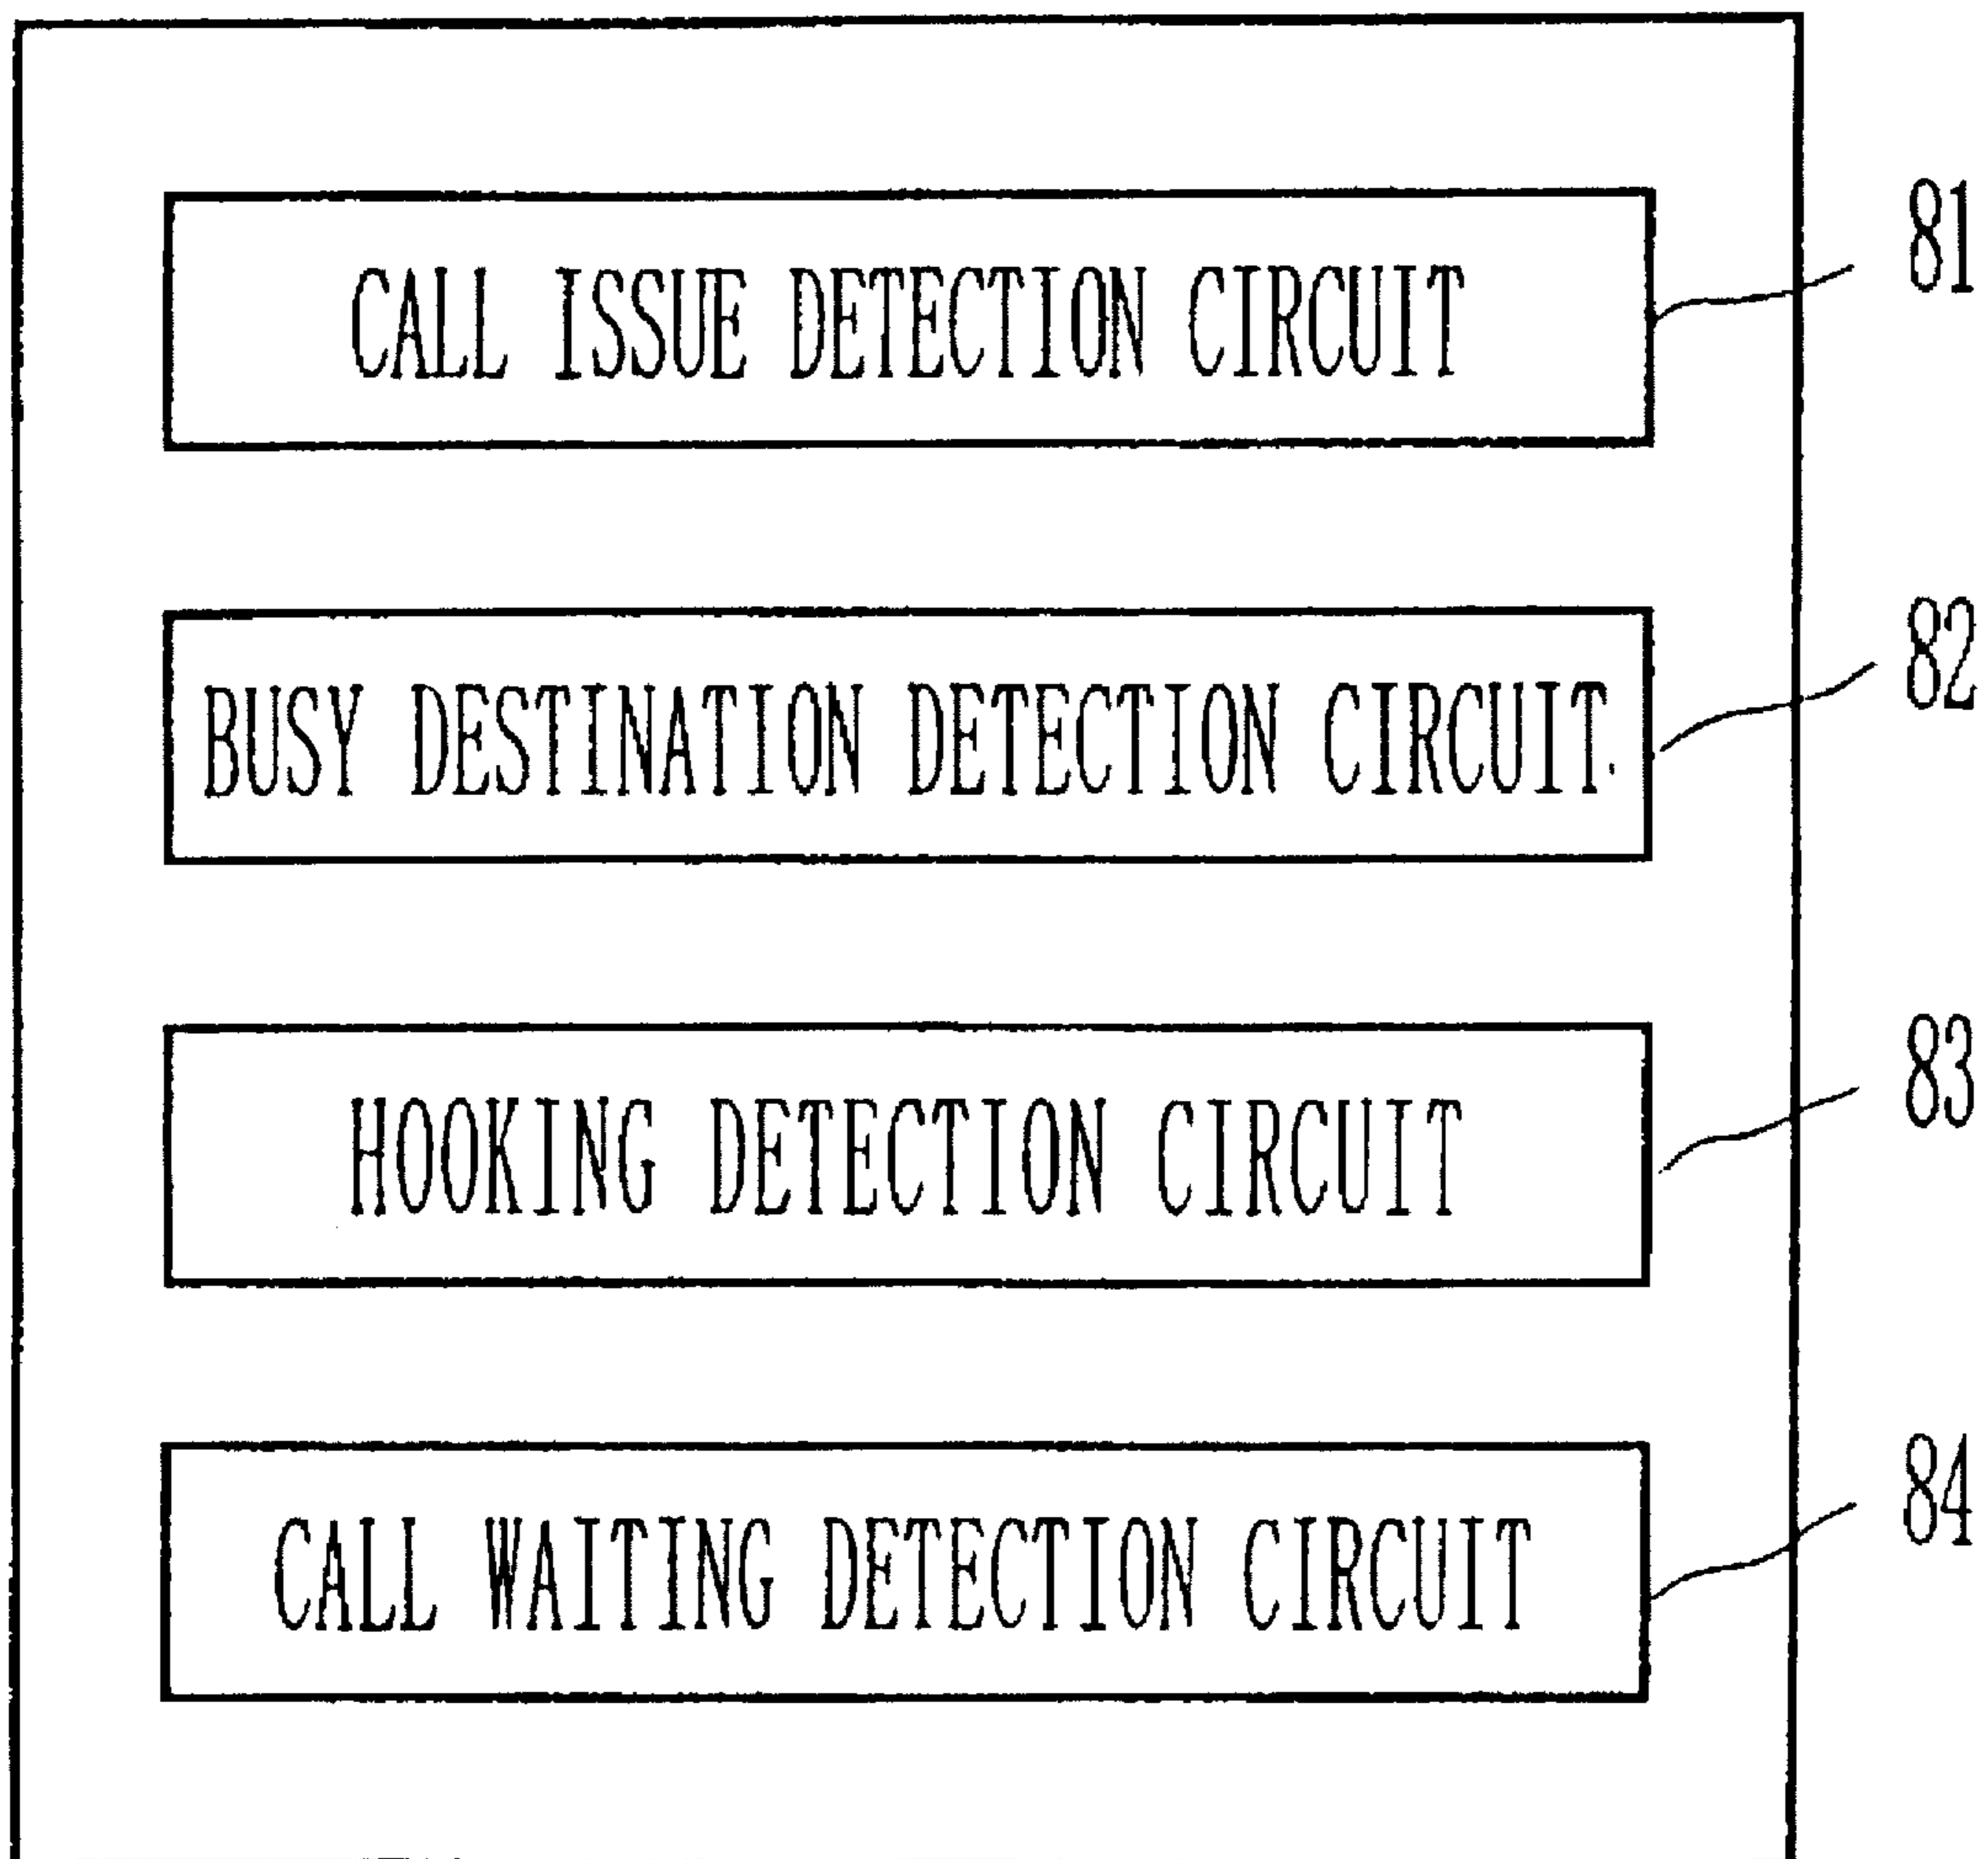 CALL ISSUE DETECTION CIRCUIT
81
BUSY DESTINATION DETECTION CIRCUIT.
82
HOOKING DETECTION CIRCUIT
83
CALL WAITING DETECTION CIRCUIT
84